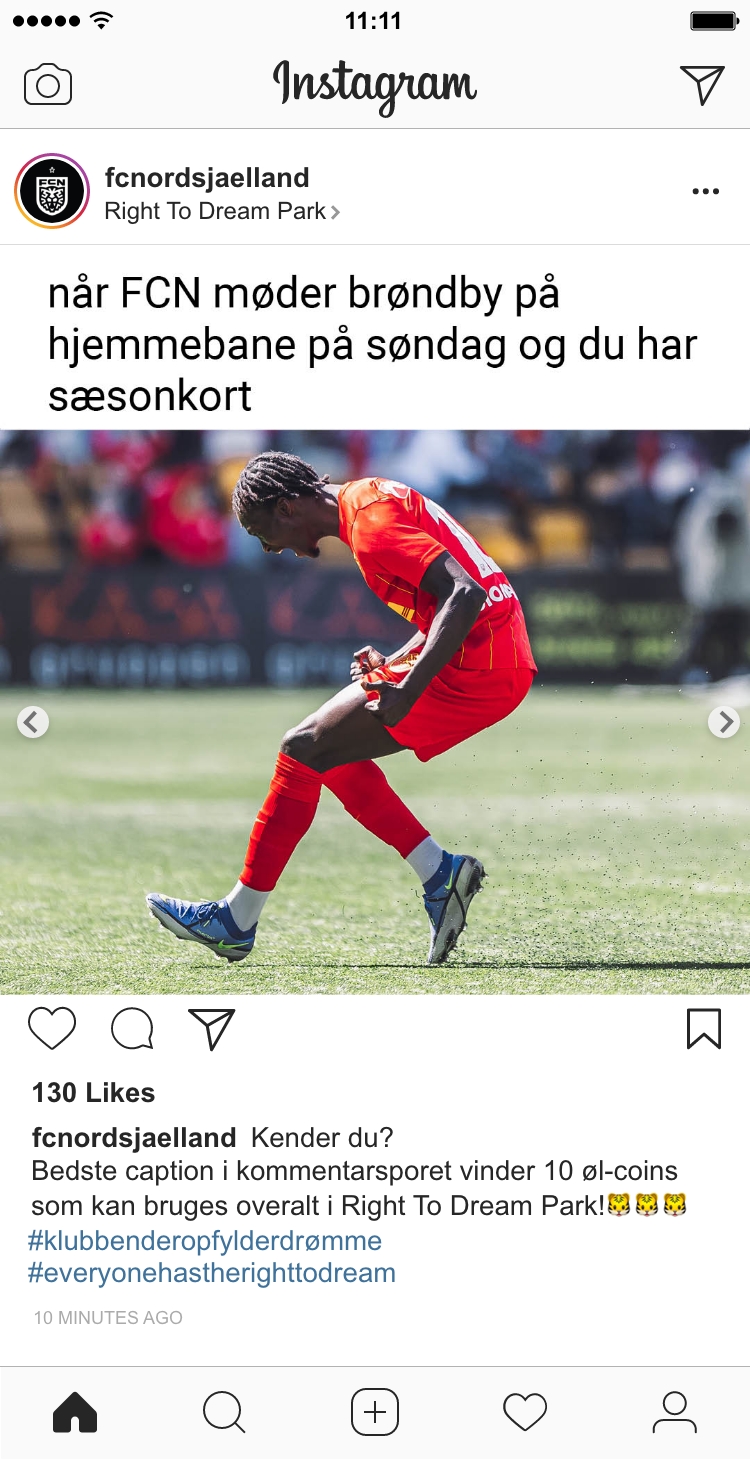 11:11
Instagram
FCN
fcnordsjaelland
Right To Dream Park
når FCN møder brøndby på
hjemmebane på søndag og du har
sæsonkort
130 Likes
fcnordsjaelland Kender du?
Bedste caption i kommentarsporet vinder 10 øl-coins
som kan bruges overalt i Right To Dream Park!🐯🐯🐯
#klubbenderopfylderdrømme
#everyonehastherighttodream
10 MINUTES AGO